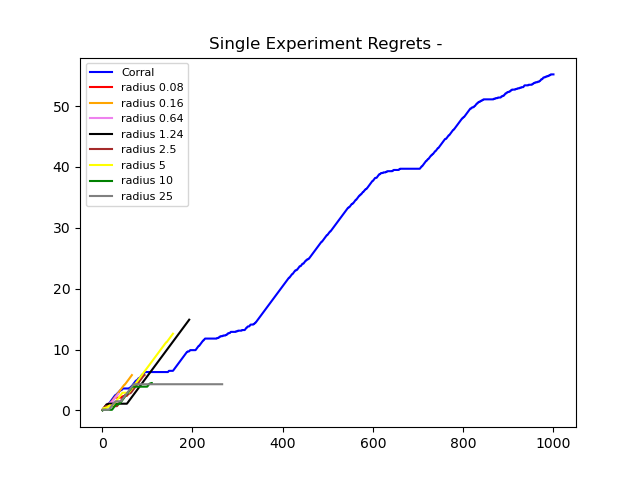 Single Experiment Regrets -
Corral
radius 0.08
radius 0.16
radius 0.64
radius 1.24
radius 2.5
radius 5
radius 10
radius 25
50
40
30
20
10
0
0 200 400 600 800 1000